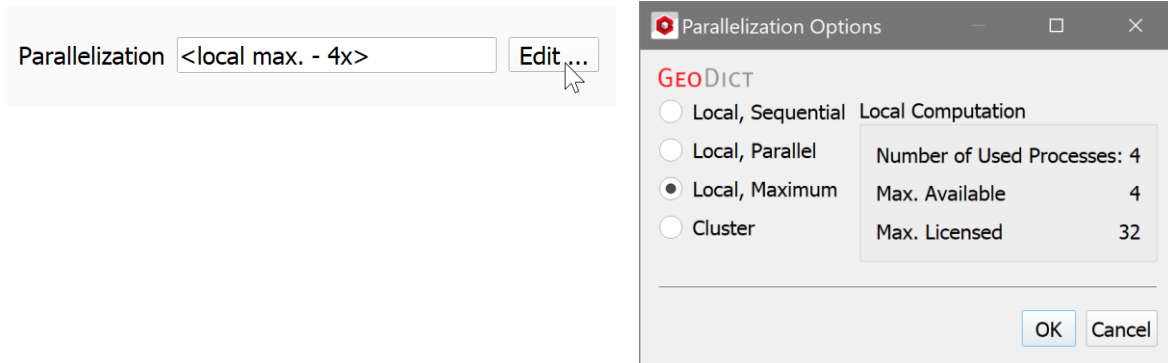 Parallelization <local max. - 4x> Edit ...
Parallelization Options
GEODICT
Local, Sequential Local Computation
Local, Parallel Number of Used Processes: 4
Local, Maximum Max. Available 4
Cluster Max. Licensed 32
OK Cancel